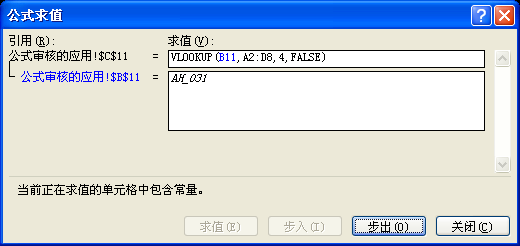 公式求值
引用(R):
求值(V):
公式审核的应用!$C$11 = VLOOKUP(B11,A2:D8,4,FALSE)
公式审核的应用!$B$11 = AH_031
当前正在求值的单元格中包含常量。
求值(E) 步入(I) 步出(O) 关闭(C)